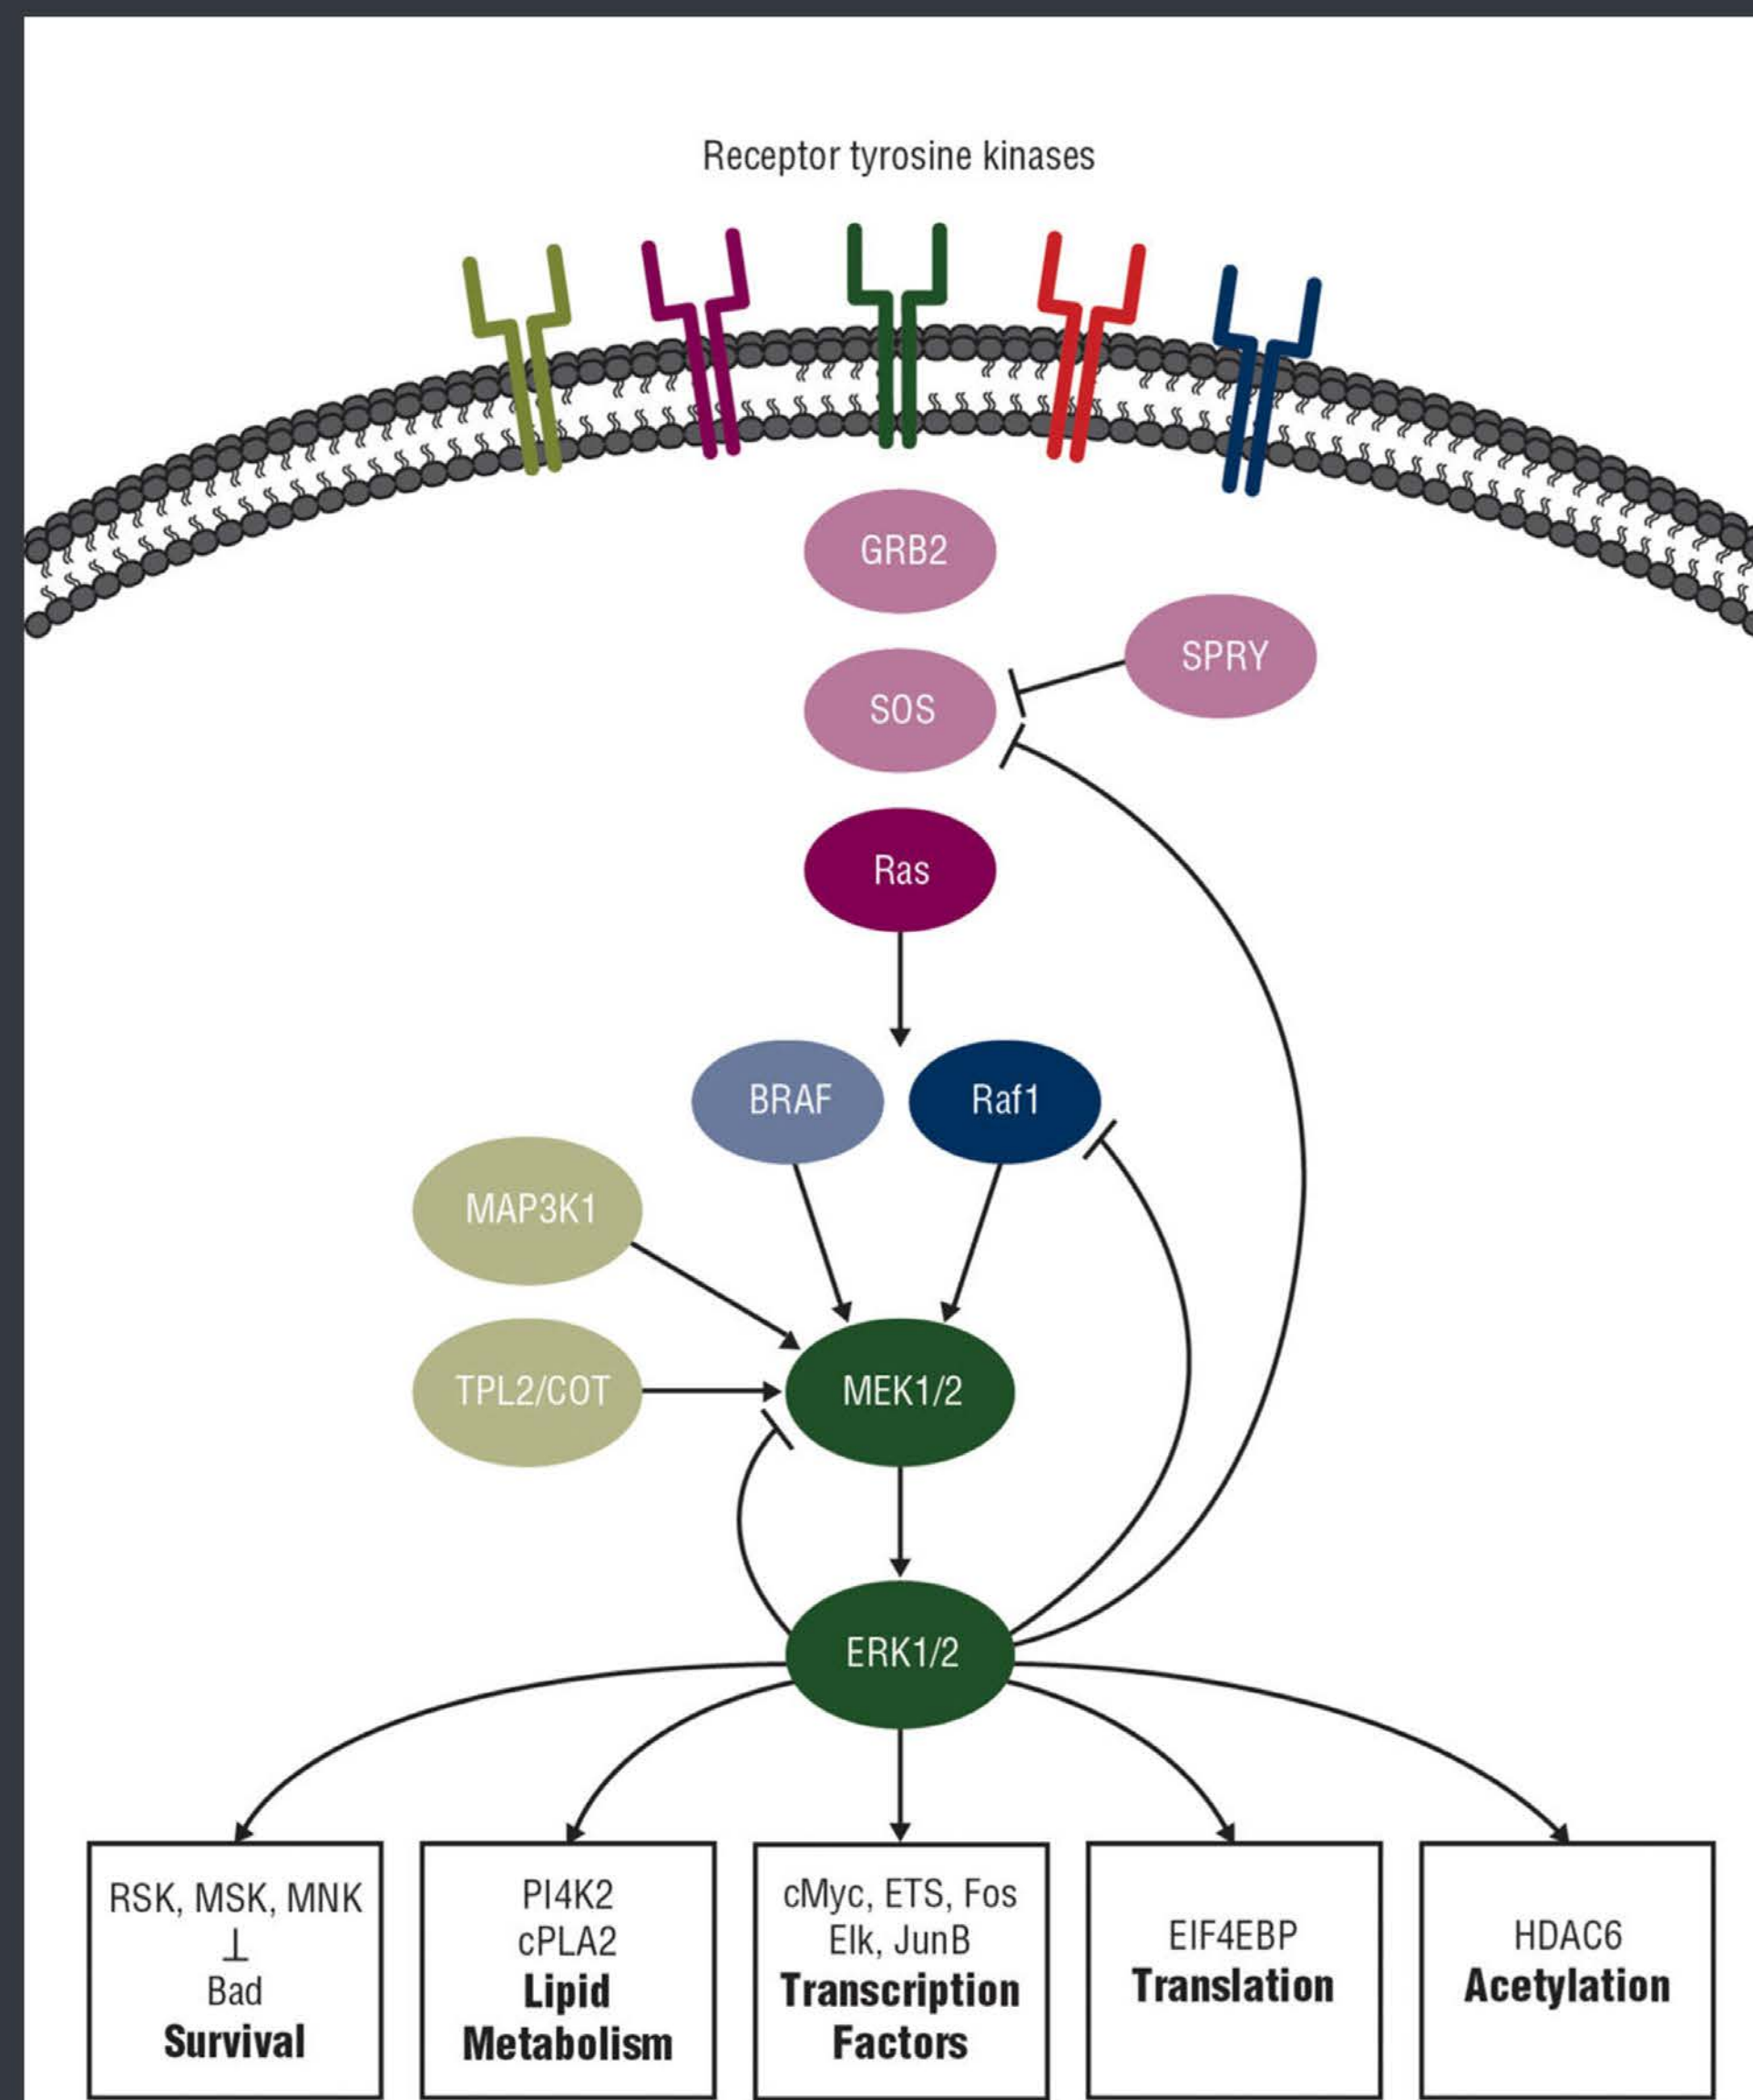 Receptor tyrosine kinases
GRB2
SPRY
SOS
Ras
BRAF
Raf1
MAP3K1
TPL2/COT
MEK1/2
ERK1/2
RSK, MSK, MNK
⊥
Bad
Survival
PI4K2
cPLA2
Lipid
Metabolism
cMyc, ETS, Fos
Elk, JunB
Transcription
Factors
EIF4EBP
Translation
HDAC6
Acetylation